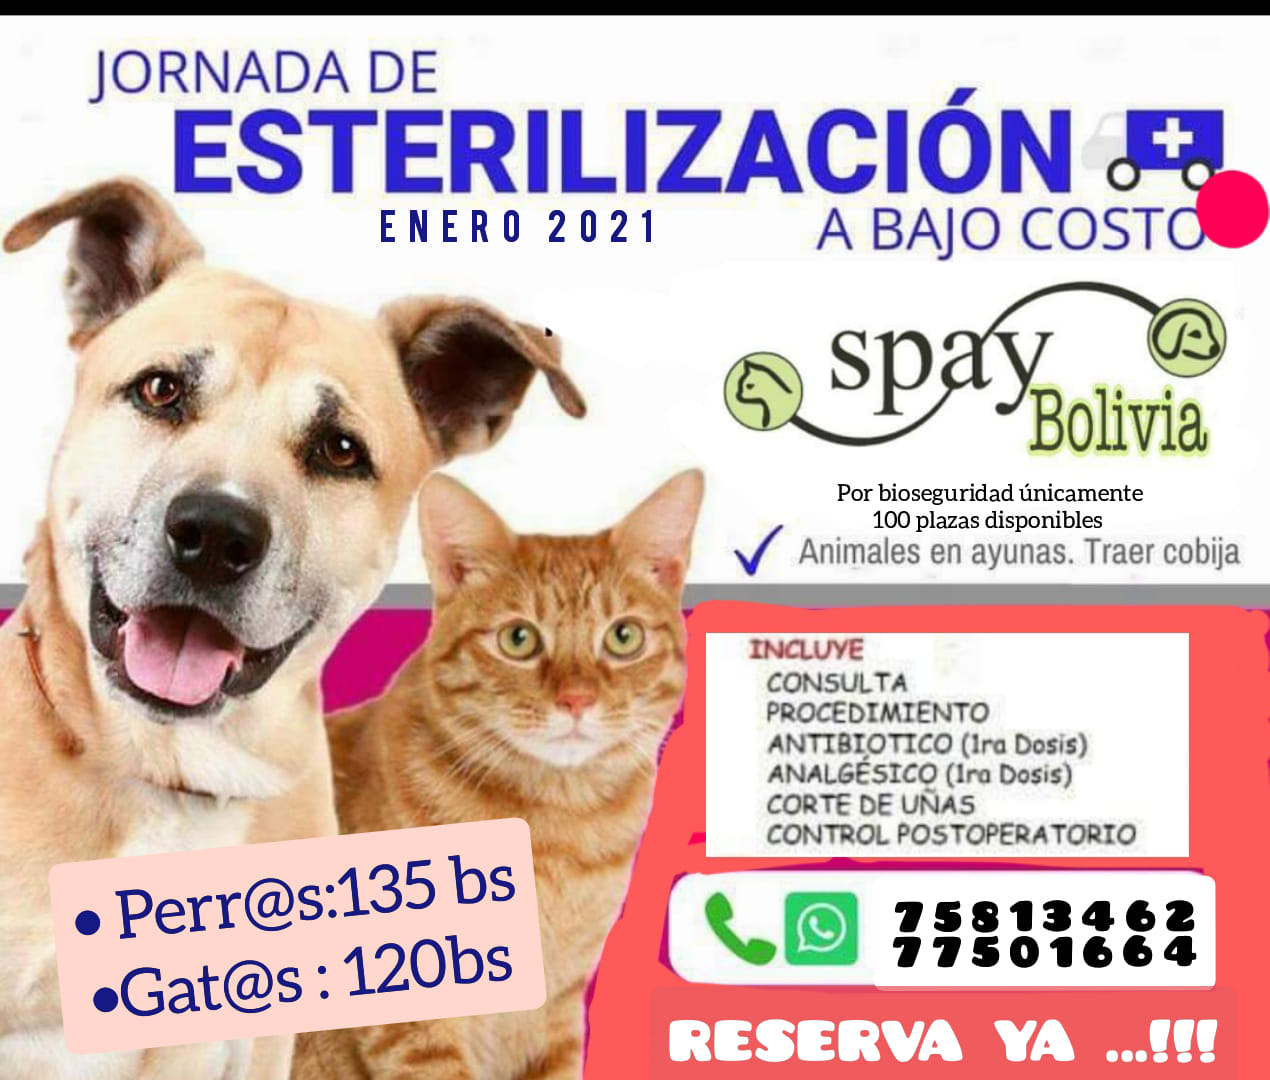 JORNADA DE
ESTERILIZACIÓN
ENERO 2021
A BAJO COSTO
spay
Bolivia
Por bioseguridad únicamente
100 plazas disponibles
Animales en ayunas. Traer cobija
INCLUYE
CONSULTA
PROCEDIMIENTO
ANTIBIOTICO (1ra Dosis)
ANALGÉSICO (1ra Dosis)
CORTE DE UÑAS
CONTROL POSTOPERATORIO
• Perr@s:135 bs
•Gat@s : 120bs
75813462
77501664
RESERVA YA ...!!!